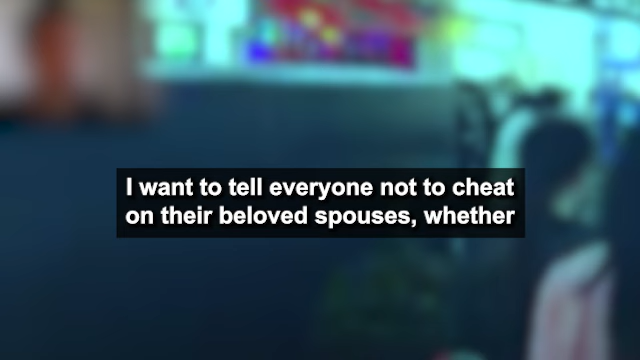 I want to tell everyone not to cheat
on their beloved spouses, whether